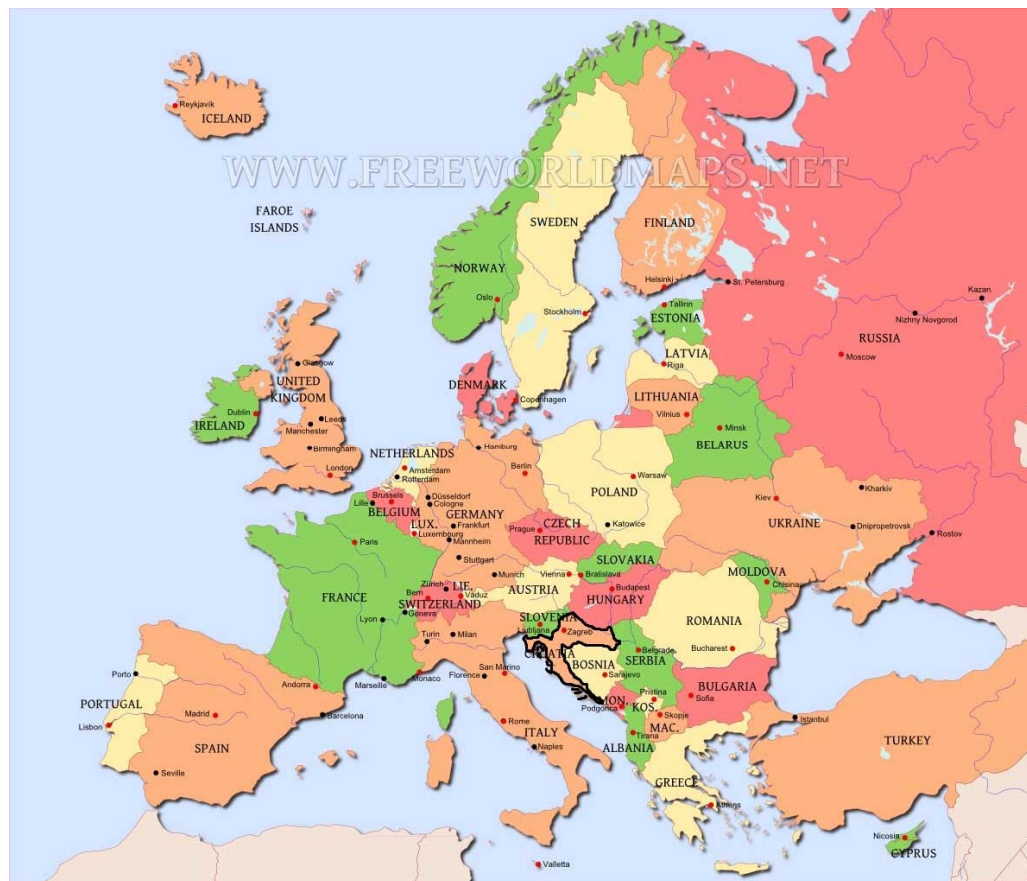 Reykjavík
ICELAND
WWW.FREEWORLDMAPS.NET
FAROE
ISLANDS
SWEDEN
FINLAND
NORWAY
Helsinki
St. Petersburg
Kazan
Oslo
Tallinn
Stockholm
ESTONIA
Nizhny Novgorod
RUSSIA
LATVIA
Moscow
Riga
Glasgow
UNITED
KINGDOM
DENMARK
Copenhagen
LITHUANIA
Vilnius
Dublin
IRELAND
Leeds
Manchester
Minsk
BELARUS
Birmingham
NETHERLANDS
Hamburg
London
Amsterdam
Rotterdam
Berlin
Warsaw
POLAND
Brussels
Lille
BELGIUM
Düsseldorf
Cologne
GERMANY
Kiev
Kharkiv
LUX.
Luxembourg
Frankfurt
Mannheim
Prague
CZECH
REPUBLIC
Katowice
UKRAINE
Dnipropetrovsk
Rostov
Paris
Stuttgart
SLOVAKIA
Munich
Vienna
Bratislava
MOLDOVA
Chisinau
FRANCE
Zürich
LIE.
Bern
Vaduz
SWITZERLAND
Geneva
AUSTRIA
Budapest
HUNGARY
Lyon
SLOVENIA
Ljubljana
Zagreb
ROMANIA
Turin
Milan
CROATIA
Belgrade
Bucharest
Porto
BOSNIA
SERBIA
San Marino
Florence
Sarajevo
Andorra
Marseille
Monaco
Pristina
BULGARIA
Sofia
PORTUGAL
MON.
KOS.
Podgorica
Lisbon
Madrid
Barcelona
Rome
Skopje
Istanbul
SPAIN
ITALY
MAC.
Tirana
TURKEY
Naples
ALBANIA
Seville
GREECE
Athens
Nicosia
CYPRUS
Valletta